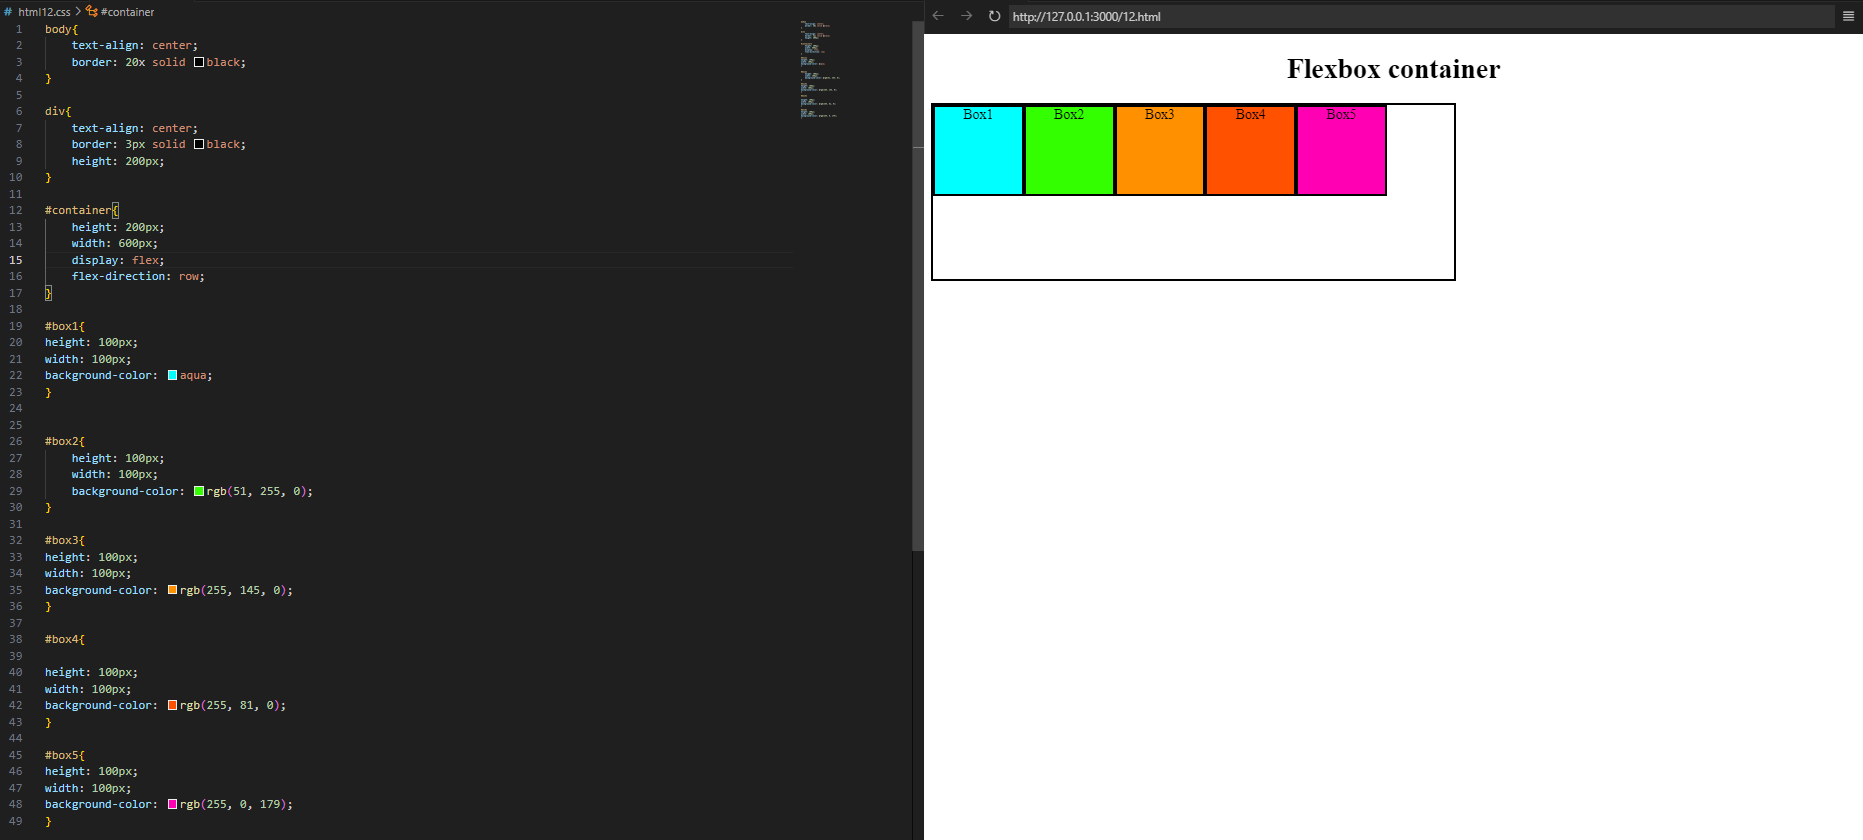 # html12.css > #container
1 body{
2 text-align: center;
3 border: 20x solid black;
4 }
5
6 div{
7 text-align: center;
8 border: 3px solid black;
9 height: 200px;
10 }
11
12 #container{
13 height: 200px;
14 width: 600px;
15 display: flex;
16 flex-direction: row;
17 }
18
19 #box1{
20 height: 100px;
21 width: 100px;
22 background-color: aqua;
23 }
24
25
26 #box2{
27 height: 100px;
28 width: 100px;
29 background-color: rgb(51, 255, 0);
30 }
31
32 #box3{
33 height: 100px;
34 width: 100px;
35 background-color: rgb(255, 145, 0);
36 }
37
38 #box4{
39
40 height: 100px;
41 width: 100px;
42 background-color: rgb(255, 81, 0);
43 }
44
45 #box5{
46 height: 100px;
47 width: 100px;
48 background-color: rgb(255, 0, 179);
49 }
http://127.0.0.1:3000/12.html
Flexbox container
Box1 Box2 Box3 Box4 Box5